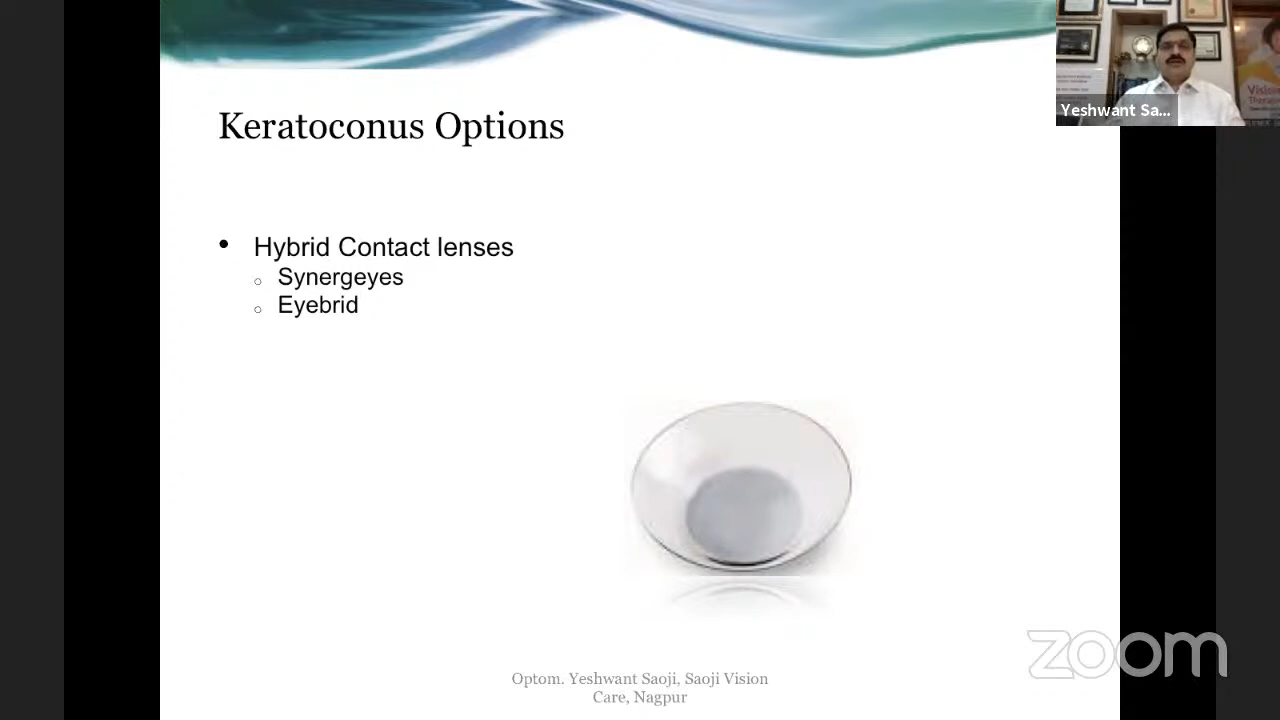 Keratoconus Options
Yeshwant Sa...
• Hybrid Contact lenses
○ Synergeyes
○ Eyebrid
zoom
Optom. Yeshwant Saoji, Saoji Vision
Care, Nagpur